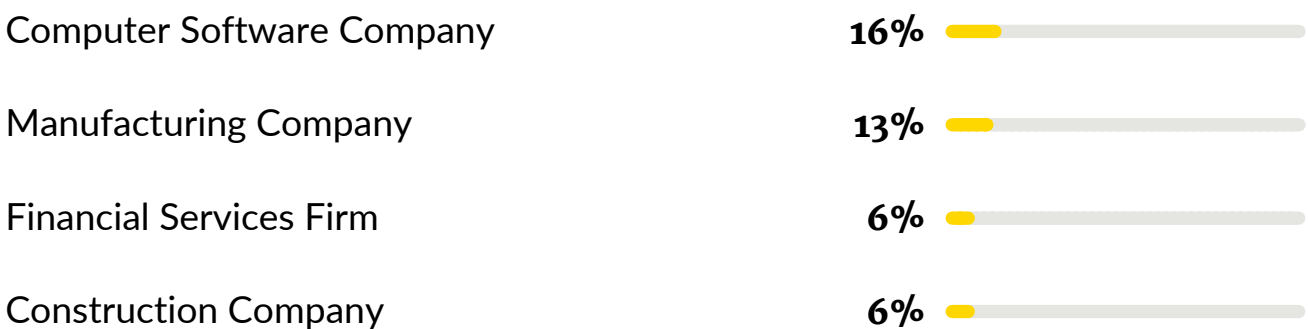 Computer Software Company 16%
Manufacturing Company 13%
Financial Services Firm 6%
Construction Company 6%